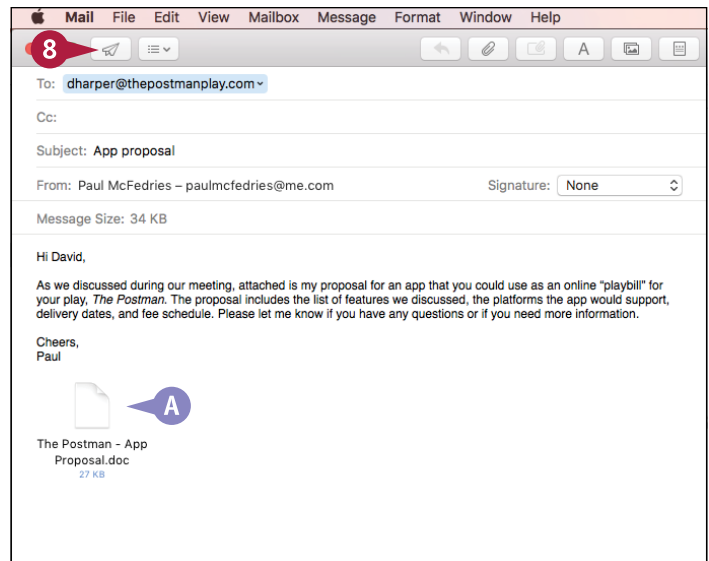 Mail File Edit View Mailbox Message Format Window Help
8
A
To: dharper@thepostmanplay.com
Cc:
Subject: App proposal
From: Paul McFedries – paulmcfedries@me.com Signature: None
Message Size: 34 KB
Hi David,
As we discussed during our meeting, attached is my proposal for an app that you could use as an online “playbill” for
your play, The Postman. The proposal includes the list of features we discussed, the platforms the app would support,
delivery dates, and fee schedule. Please let me know if you have any questions or if you need more information.
Cheers,
Paul
A
The Postman - App
Proposal.doc
27 KB